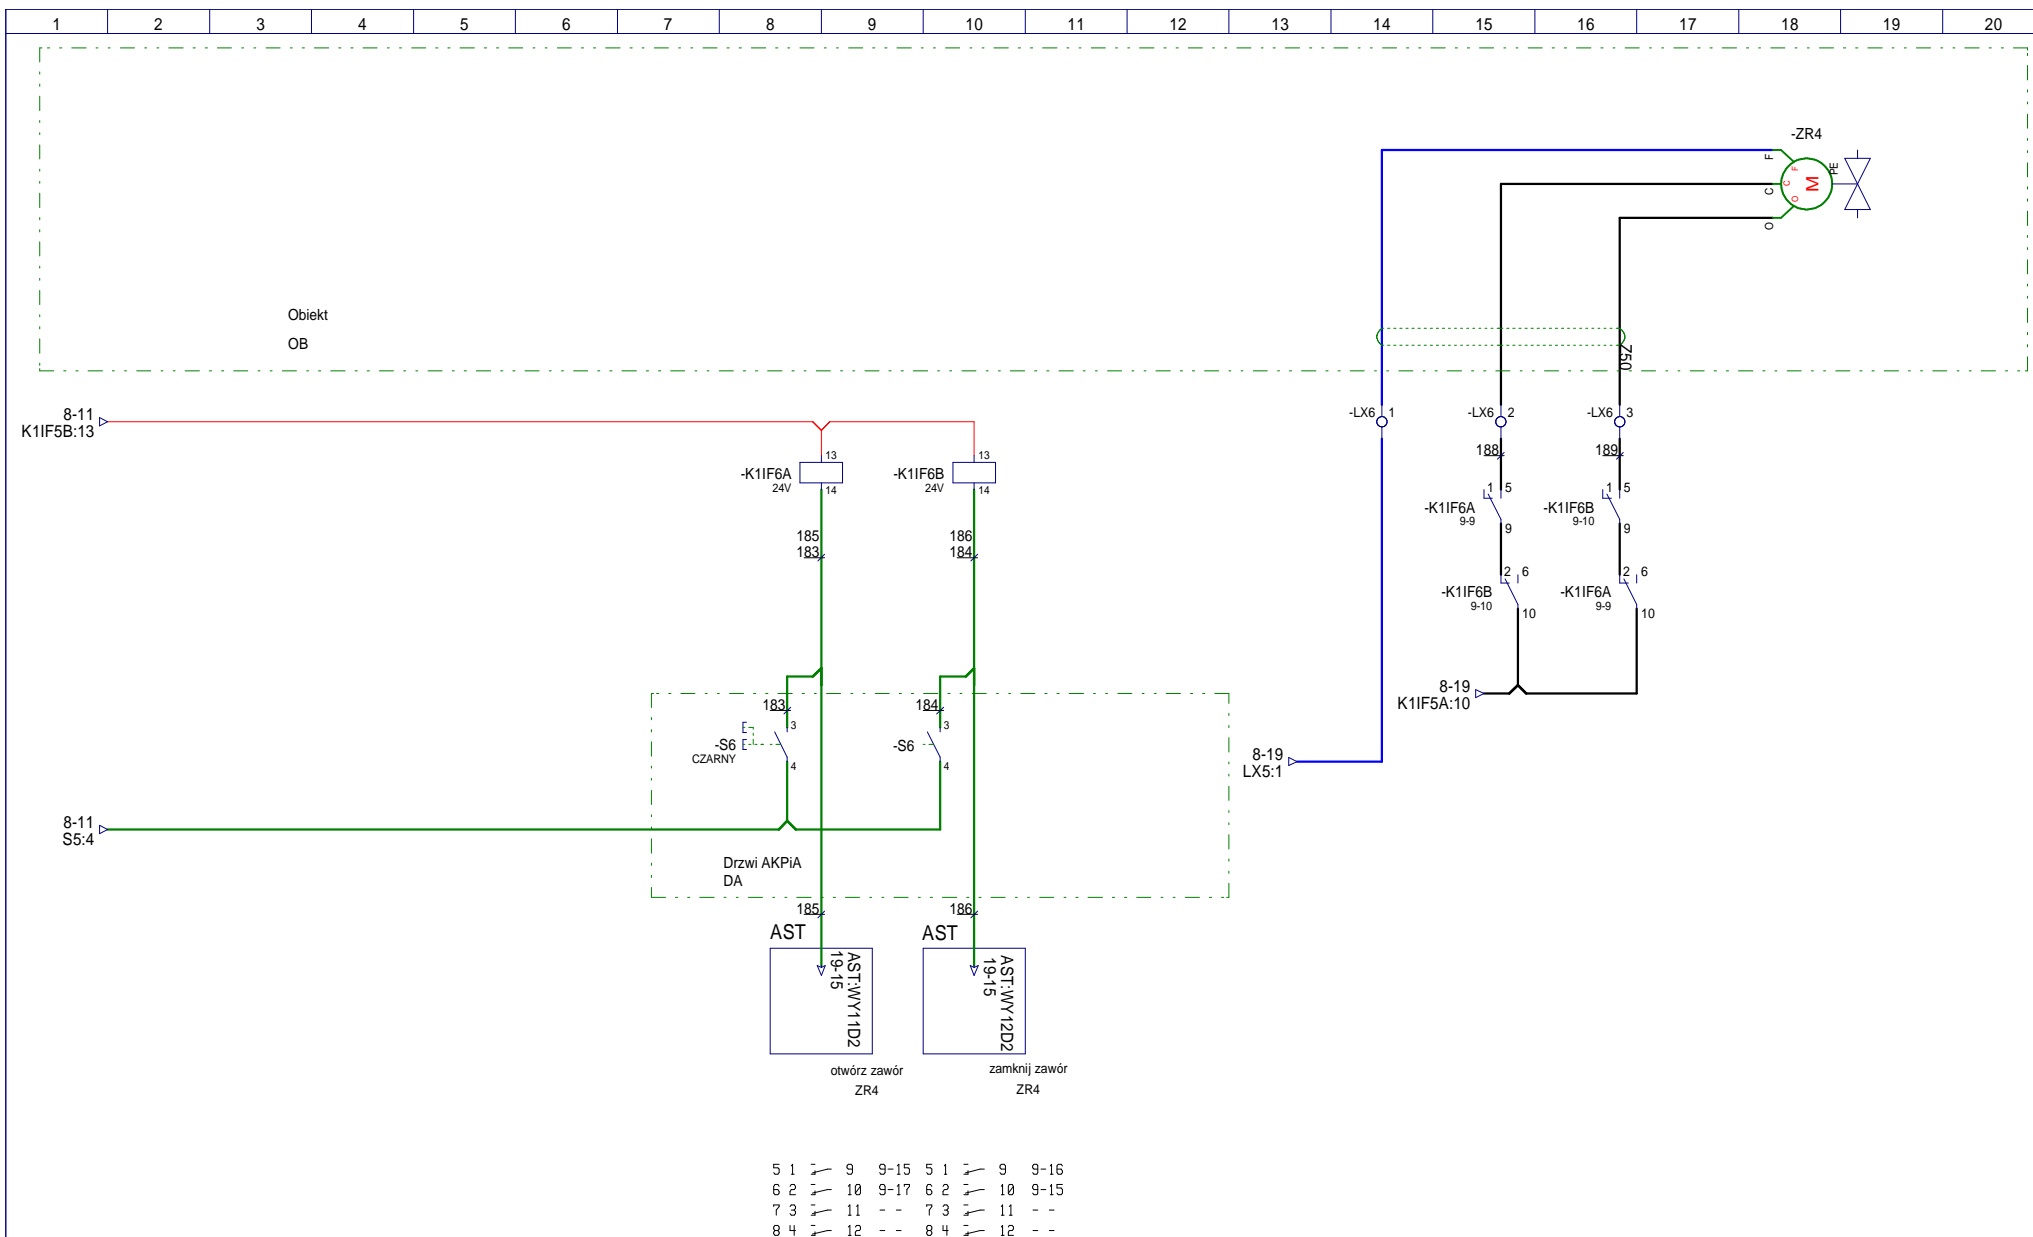 1 2 3 4 5 6 7 8 9 10 11 12 13 14 15 16 17 18 19 20
-ZR4
F
C
O
F
C
O
M
PE
Obiekt
OB
Z50
8-11
K1IF5B:13
-LX6 1
-LX6 2
-LX6 3
188
189
13
-K1IF6A
24V
14
13
-K1IF6B
24V
14
1 5
-K1IF6A
9-9
9
1 5
-K1IF6B
9-10
9
185
183
186
184
2 6
-K1IF6B
9-10
10
2 6
-K1IF6A
9-9
10
8-19
K1IF5A:10
183
3
-S6
CZARNY
4
184
3
-S6
4
8-19
LX5:1
8-11
S5:4
Drzwi AKPiA
DA
185
186
AST
AST
AST:WY11D2
19-15
AST:WY12D2
19-15
otwórz zawór
ZR4
zamknij zawór
ZR4
5 1 9 9-15 5 1 9 9-16
6 2 10 9-17 6 2 10 9-15
7 3 11 - - 7 3 11 - -
8 4 12 - - 8 4 12 - -